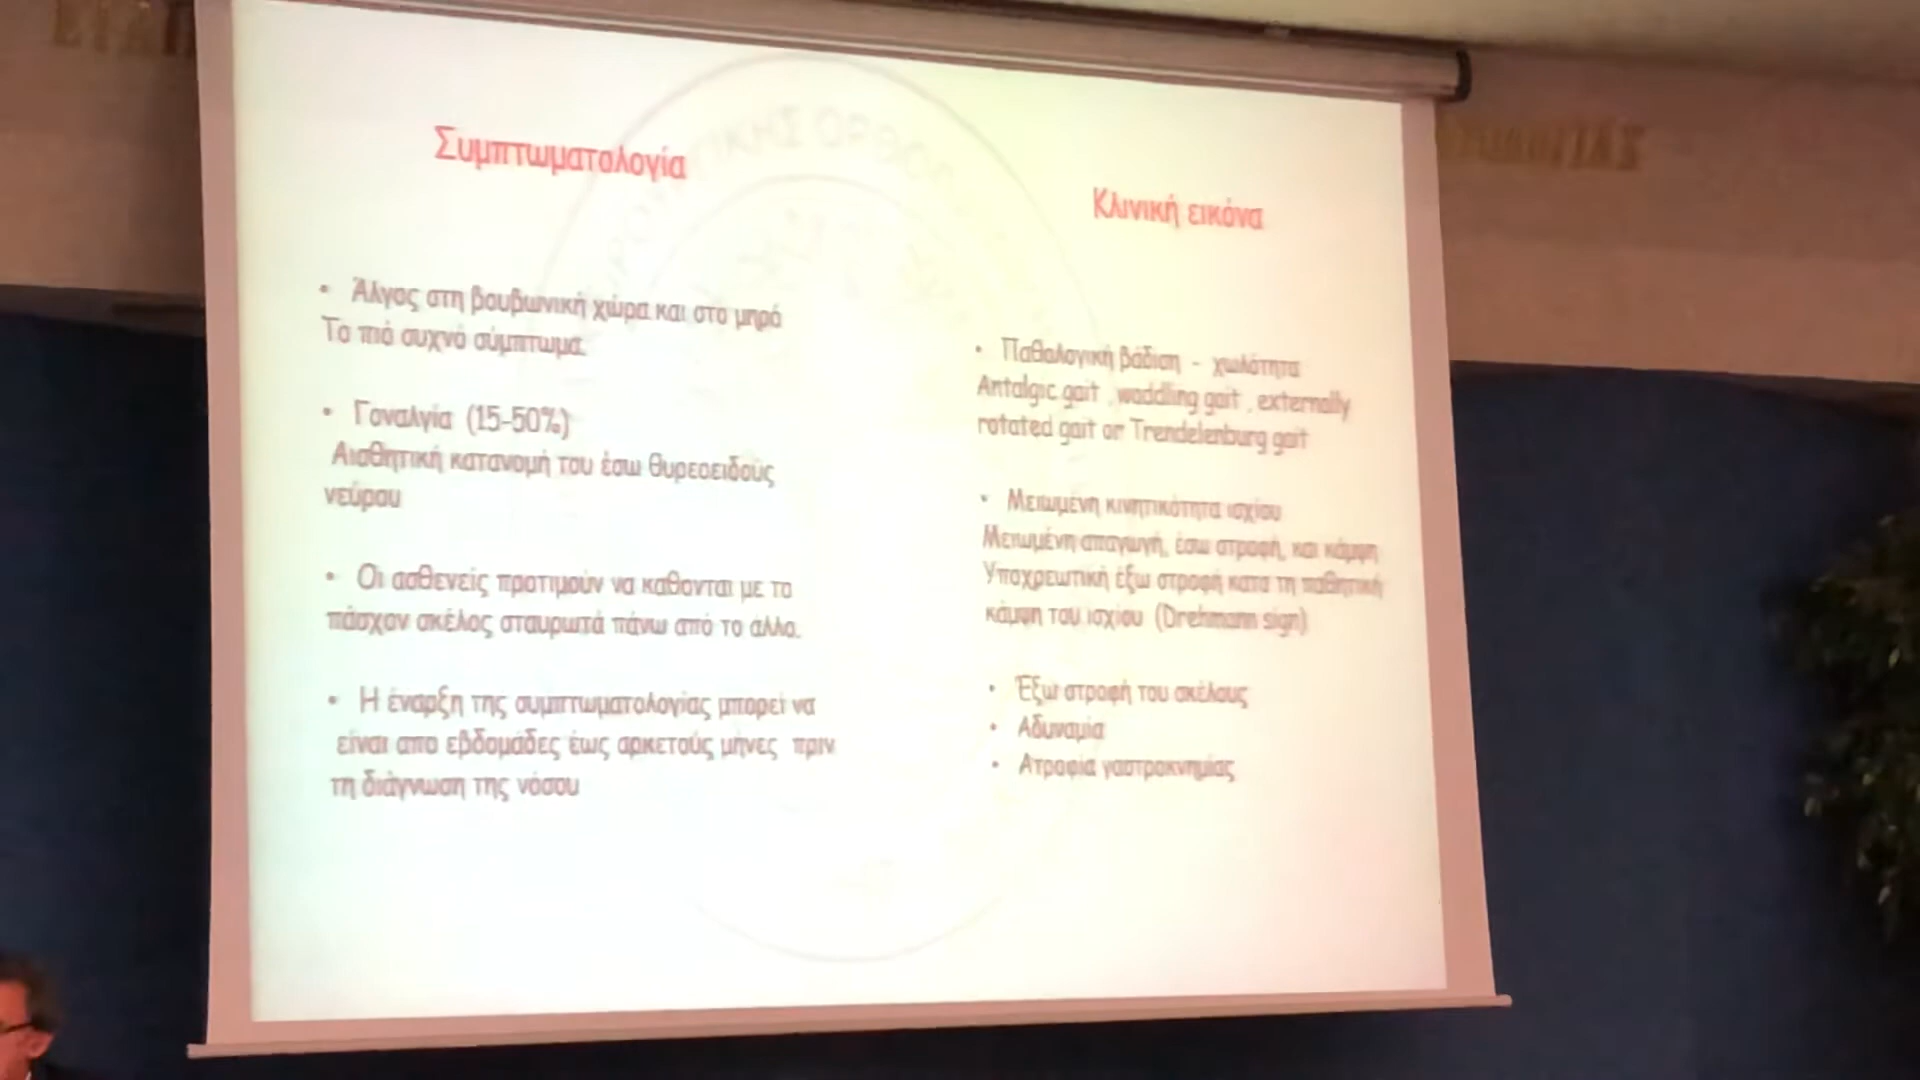 Συμπτωματολογία
• Άλγος στη βουβωνική χώρα και στο μηρό
Το πιό συχνό σύμπτωμα.
• Γοναλγία (15-50%)
Αισθητική κατανομή του έσω θυρεοειδούς
νεύρου
• Οι ασθενείς προτιμούν να κάθονται με το
πάσχον σκέλος σταυρωτά πάνω από το άλλο.
• Η έναρξη της συμπτωματολογίας μπορεί να
είναι απο εβδομάδες έως αρκετούς μήνες πριν
τη διάγνωση της νόσου
Κλινική εικόνα
• Παθολογική βάδιση - χωλότητα
Antalgic gait , waddling gait , externally
rotated gait or Trendelenburg gait
• Μειωμένη κινητικότητα ισχίου
Μειωμένη απαγωγή, έσω στροφή, και κάμψη
Υποχρεωτική έξω στροφή κατα τη παθητική
κάμψη του ισχίου (Drehmann sign)
• Έξω στροφή του σκέλους
• Αδυναμία
• Ατροφία γαστροκνημίας